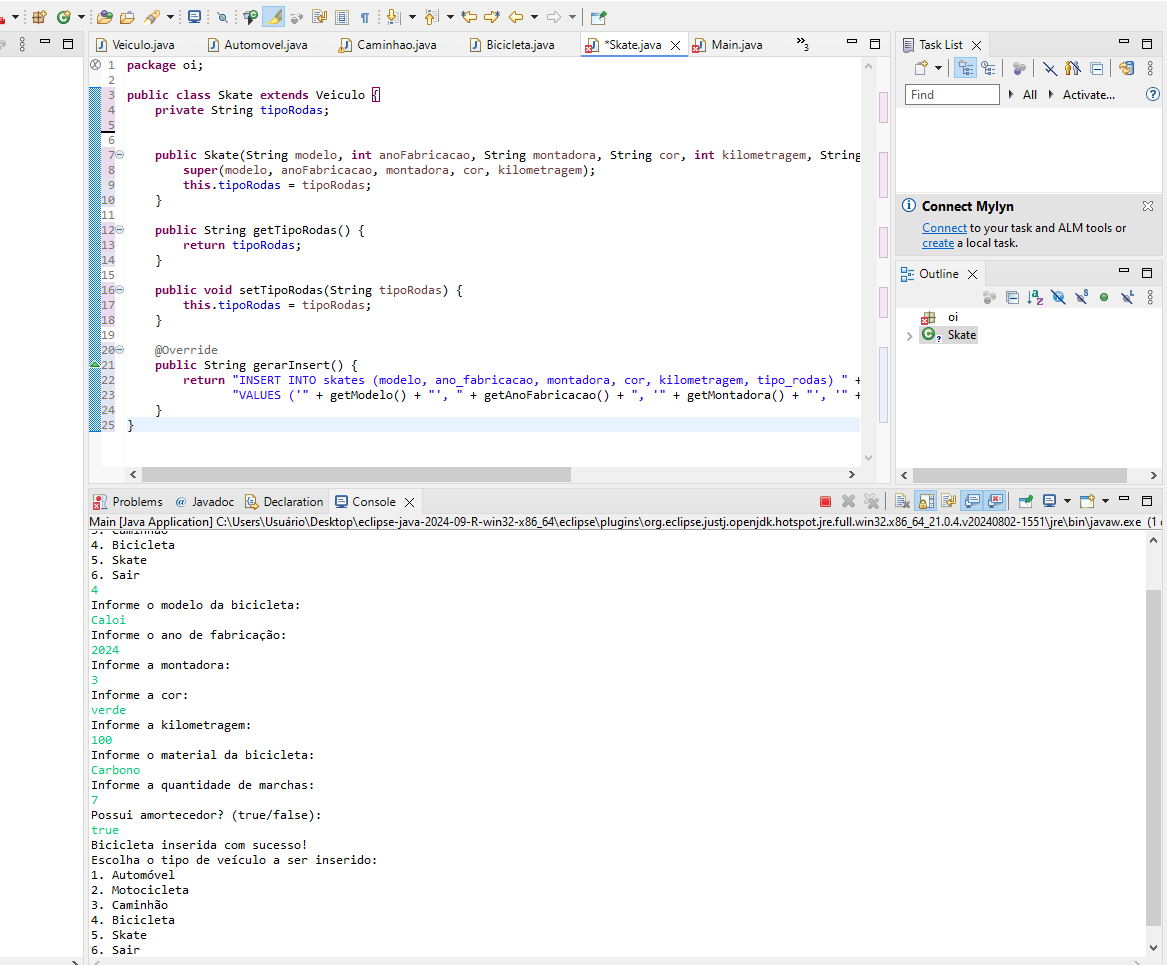 Veiculo.java
Automovel.java
Caminhao.java
Bicicleta.java
*Skate.java
Main.java
»3
Task List
1 package oi;
2
3 public class Skate extends Veiculo {
4 private String tipoRodas;
5
6
7 public Skate(String modelo, int anoFabricacao, String montadora, String cor, int kilometragem, String
8 super(modelo, anoFabricacao, montadora, cor, kilometragem);
9 this.tipoRodas = tipoRodas;
10 }
11
12 public String getTipoRodas() {
13 return tipoRodas;
14 }
15
16 public void setTipoRodas(String tipoRodas) {
17 this.tipoRodas = tipoRodas;
18 }
19
20 @Override
21 public String gerarInsert() {
22 return "INSERT INTO skates (modelo, ano_fabricacao, montadora, cor, kilometragem, tipo_rodas) " +
23 "VALUES ('" + getModelo() + "', " + getAnoFabricacao() + ", '" + getMontadora() + "', '" +
24 }
25 }
Find
All
Activate...
Connect Mylyn
Connect to your task and ALM tools or
create a local task.
Outline
oi
Skate
Problems
@ Javadoc
Declaration
Console
Main [Java Application] C:\Users\Usuário\Desktop\eclipse-java-2024-09-R-win32-x86_64\eclipse\plugins\org.eclipse.justj.openjdk.hotspot.jre.full.win32.x86_64_21.0.4.v20240802-1551\jre\bin\javaw.exe (1
3. Caminhão
4. Bicicleta
5. Skate
6. Sair
4
Informe o modelo da bicicleta:
Caloi
Informe o ano de fabricação:
2024
Informe a montadora:
3
Informe a cor:
verde
Informe a kilometragem:
100
Informe o material da bicicleta:
Carbono
Informe a quantidade de marchas:
7
Possui amortecedor? (true/false):
true
Bicicleta inserida com sucesso!
Escolha o tipo de veículo a ser inserido:
1. Automóvel
2. Motocicleta
3. Caminhão
4. Bicicleta
5. Skate
6. Sair